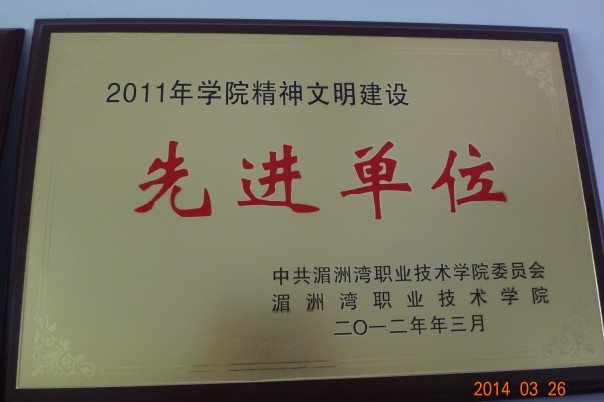 2011年学院精神文明建设
先进单位
中共湄洲湾职业技术学院委员会
湄洲湾职业技术学院
二〇一二年年三月
2014 03 26